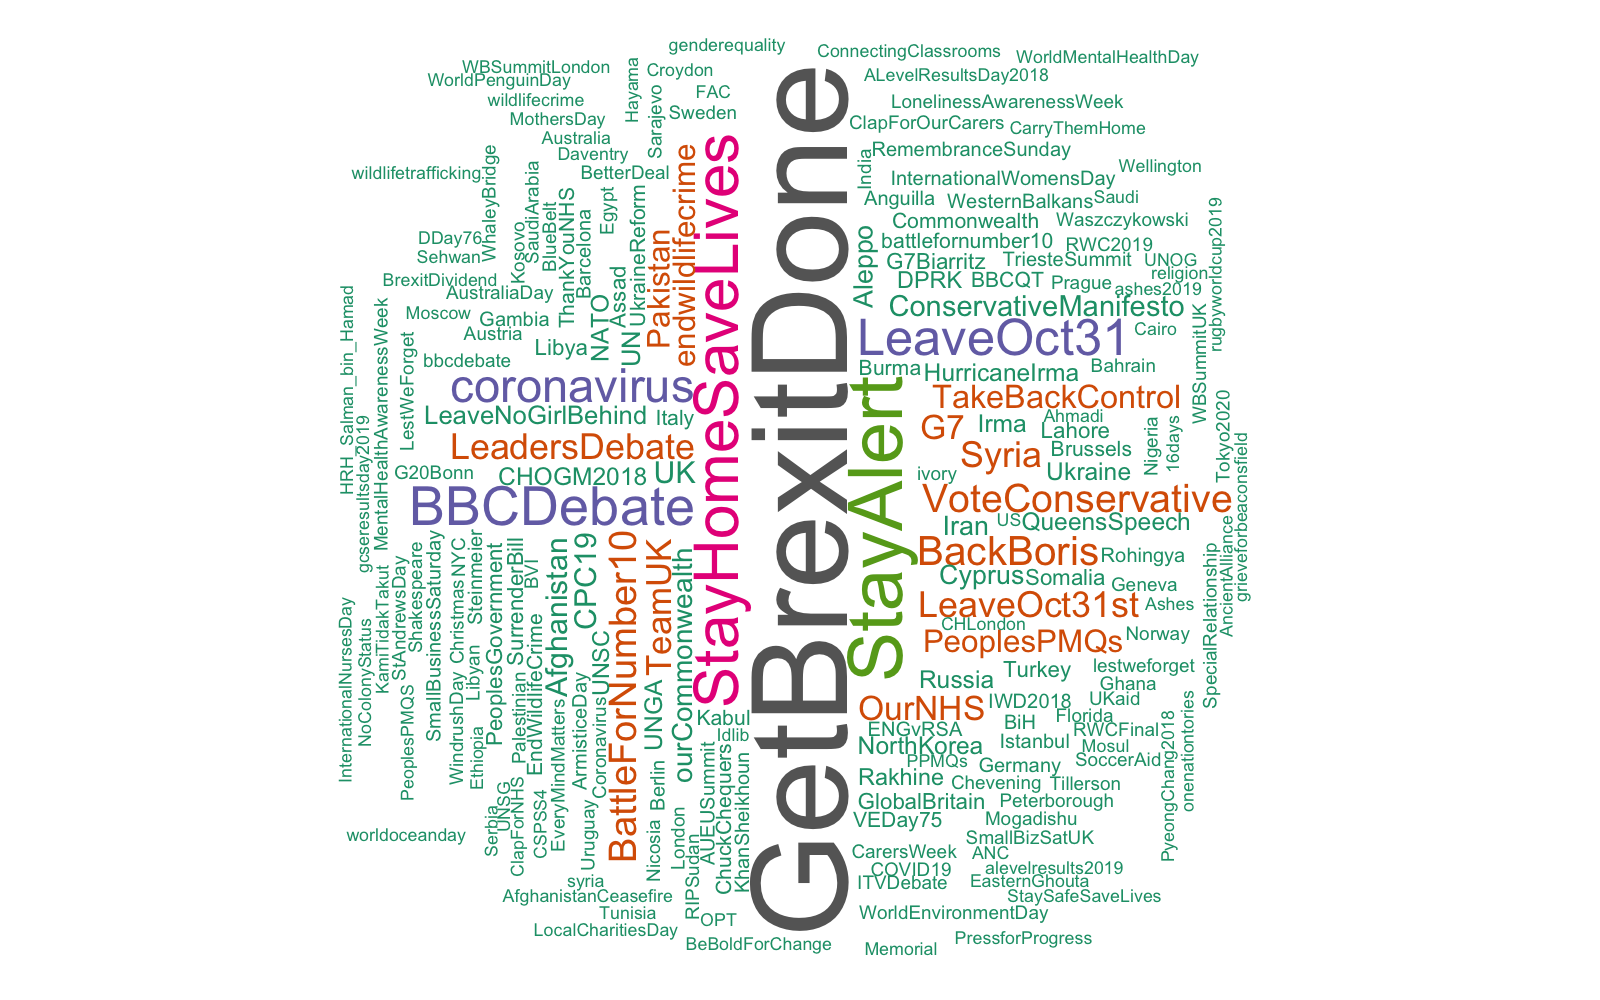 genderequality
ConnectingClassrooms
WorldMentalHealthDay
WBSummitLondon
Croydon
ALevelResultsDay2018
WorldPenguinDay
Hayama
FAC
wildlifecrime
LonelinessAwarenessWeek
MothersDay
Sarajevo
Sweden
ClapForOurCarers
CarryThemHome
Australia
Daventry
RemembranceSunday
wildlifetrafficking.
BetterDeal
India
Wellington
WhaleyBridge
InternationalWomensDay
SaudiArabia
Anguilla
WesternBalkans
Saudi
ThankYouNHS
Egypt
Commonwealth
Waszczykowski
DDay76
BlueBelt
UkraineReform
endwildlifecrime
battlefornumber10
RWC2019
Sehwan
Kosovo
Barcelona
Pakistan
StayHomeSaveLives
GetBrexitDone
Aleppo
G7Biarritz
TriesteSummit
UNOG
rugbyworldcup2019
BrexitDividend
DPRK
BBCQT
Prague
religion
AustraliaDay
Assad
ashes2019
Moscow
Gambia
NATO
ConservativeManifesto
Austria
Libya
UN
LeaveOct31
Cairo
HRH_Salman_bin_Hamad
MentalHealthAwarenessWeek
LestWeForget
bbcdebate
Burma
HurricaneIrma
Bahrain
WBSummitUK
coronavirus
StayAlert
TakeBackControl
LeaveNoGirlBehind
Italy
G7
Irma
Ahmadi
Lahore
Tokyo2020
LeadersDebate
Syria
Brussels
Nigeria
16days
gcseresultsday2019
G20Bonn
CHOGM2018
UK
ivory
Ukraine
BBCDebate
VoteConservative
grieveforbeaconsfield
Iran
US
QueensSpeech
BackBoris
Rohingya
Cyprus
Somalia
Geneva
AncientAlliance
LeaveOct31st
Ashes
CHLondon
PeoplesPMQs
Norway
SpecialRelationship
InternationalNursesDay
NoColonyStatus
KamiTidakTakut
StAndrewsDay
Shakespeare
SmallBusinessSaturday
Christmas
NYC
Steinmeier
PeoplesGovernment
SurrenderBill
BVI
Afghanistan
CPC19
BattleForNumber10
TeamUK
ourCommonwealth
PeoplesPMQS
WindrushDay
Libyan
Ethiopia
Palestinian
EndWildlifeCrime
EveryMindMatters
ArmisticeDay
UNSC
Coronavirus
UNGA
Russia
Turkey
lestweforget
Ghana
OurNHS
IWD2018
UKaid
Kabul
BiH
Florida
Idlib
ENGvRSA
RWCFinal
NorthKorea
Istanbul
Mosul
PPMQs
Germany
SoccerAid
onenationtories
Rakhine
Chevening
Tillerson
PyeongChang2018
GlobalBritain
Peterborough
VEDay75
Mogadishu
worldoceanday
Serbia
UNSG
ClapForNHS
CSPSS4
Uruguay
Nicosia
Berlin
London
RIPSudan
AUEUSummit
ChuckChequers
KhanSheikhoun
SmallBizSatUK
CarersWeek
ANC
COVID19
alevelresults2019
syria
ITVDebate
EasternGhouta
AfghanistanCeasefire
StaySafeSaveLives
Tunisia
OPT
WorldEnvironmentDay
LocalCharitiesDay
BeBoldForChange
PressforProgress
Memorial